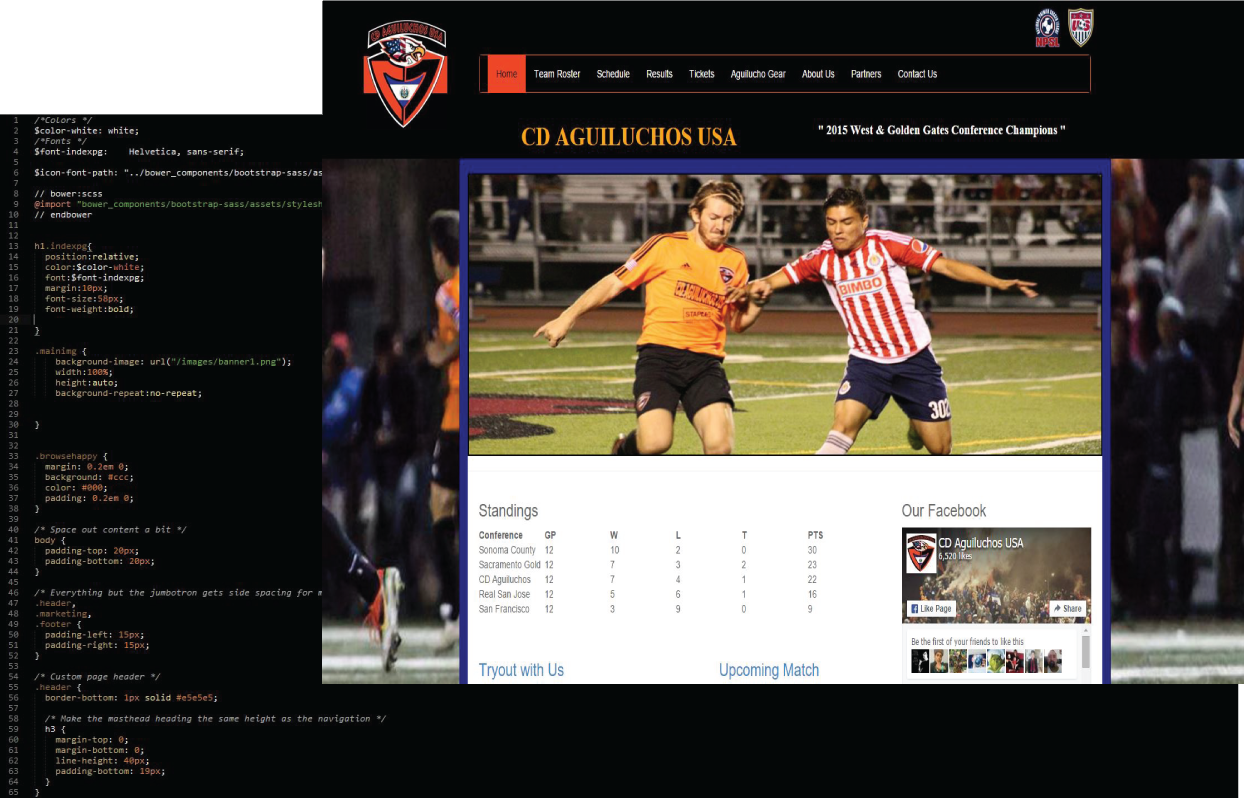 CD AGUILUCHOS USA
NPSL
US
Home Team Roster Schedule Results Tickets Aguilucho Gear About Us Partners Contact Us
CD AGUILUCHOS USA
" 2015 West & Golden Gates Conference Champions "
BIMBO
302
Standings
Conference GP W L T PTS
Sonoma County 12 10 2 0 30
Sacramento Gold 12 7 3 2 23
CD Aguiluchos 12 7 4 1 22
Real San Jose 12 5 6 1 16
San Francisco 12 3 9 0 9
Our Facebook
CD Aguiluchos USA
6,520 likes
Like Page
Share
Be the first of your friends to like this
Tryout with Us
Upcoming Match
1 /*Colors */
2 $color-white: white;
3 /*Fonts */
4 $font-indexpg: Helvetica, sans-serif;
5
6 $icon-font-path: "../bower_components/bootstrap-sass/as
7
8 // bower:scss
9 @import "bower_components/bootstrap-sass/assets/stylesh
10 // endbower
11
12
13 h1.indexpg{
14 position:relative;
15 color:$color-white;
16 font:$font-indexpg;
17 margin:10px;
18 font-size:58px;
19 font-weight:bold;
20
21 }
22
23 .mainimg {
24 background-image: url("/images/banner1.png");
25 width:100%;
26 height:auto;
27 background-repeat:no-repeat;
28
29
30 }
31
32
33 .browsehappy {
34 margin: 0.2em 0;
35 background: #ccc;
36 color: #000;
37 padding: 0.2em 0;
38 }
39
40 /* Space out content a bit */
41 body {
42 padding-top: 20px;
43 padding-bottom: 20px;
44 }
45
46 /* Everything but the jumbotron gets side spacing for m
47 .header,
48 .marketing,
49 .footer {
50 padding-left: 15px;
51 padding-right: 15px;
52 }
53
54 /* Custom page header */
55 .header {
56 border-bottom: 1px solid #e5e5e5;
57
58 /* Make the masthead heading the same height as the navigation */
59 h3 {
60 margin-top: 0;
61 margin-bottom: 0;
62 line-height: 40px;
63 padding-bottom: 19px;
64 }
65 }